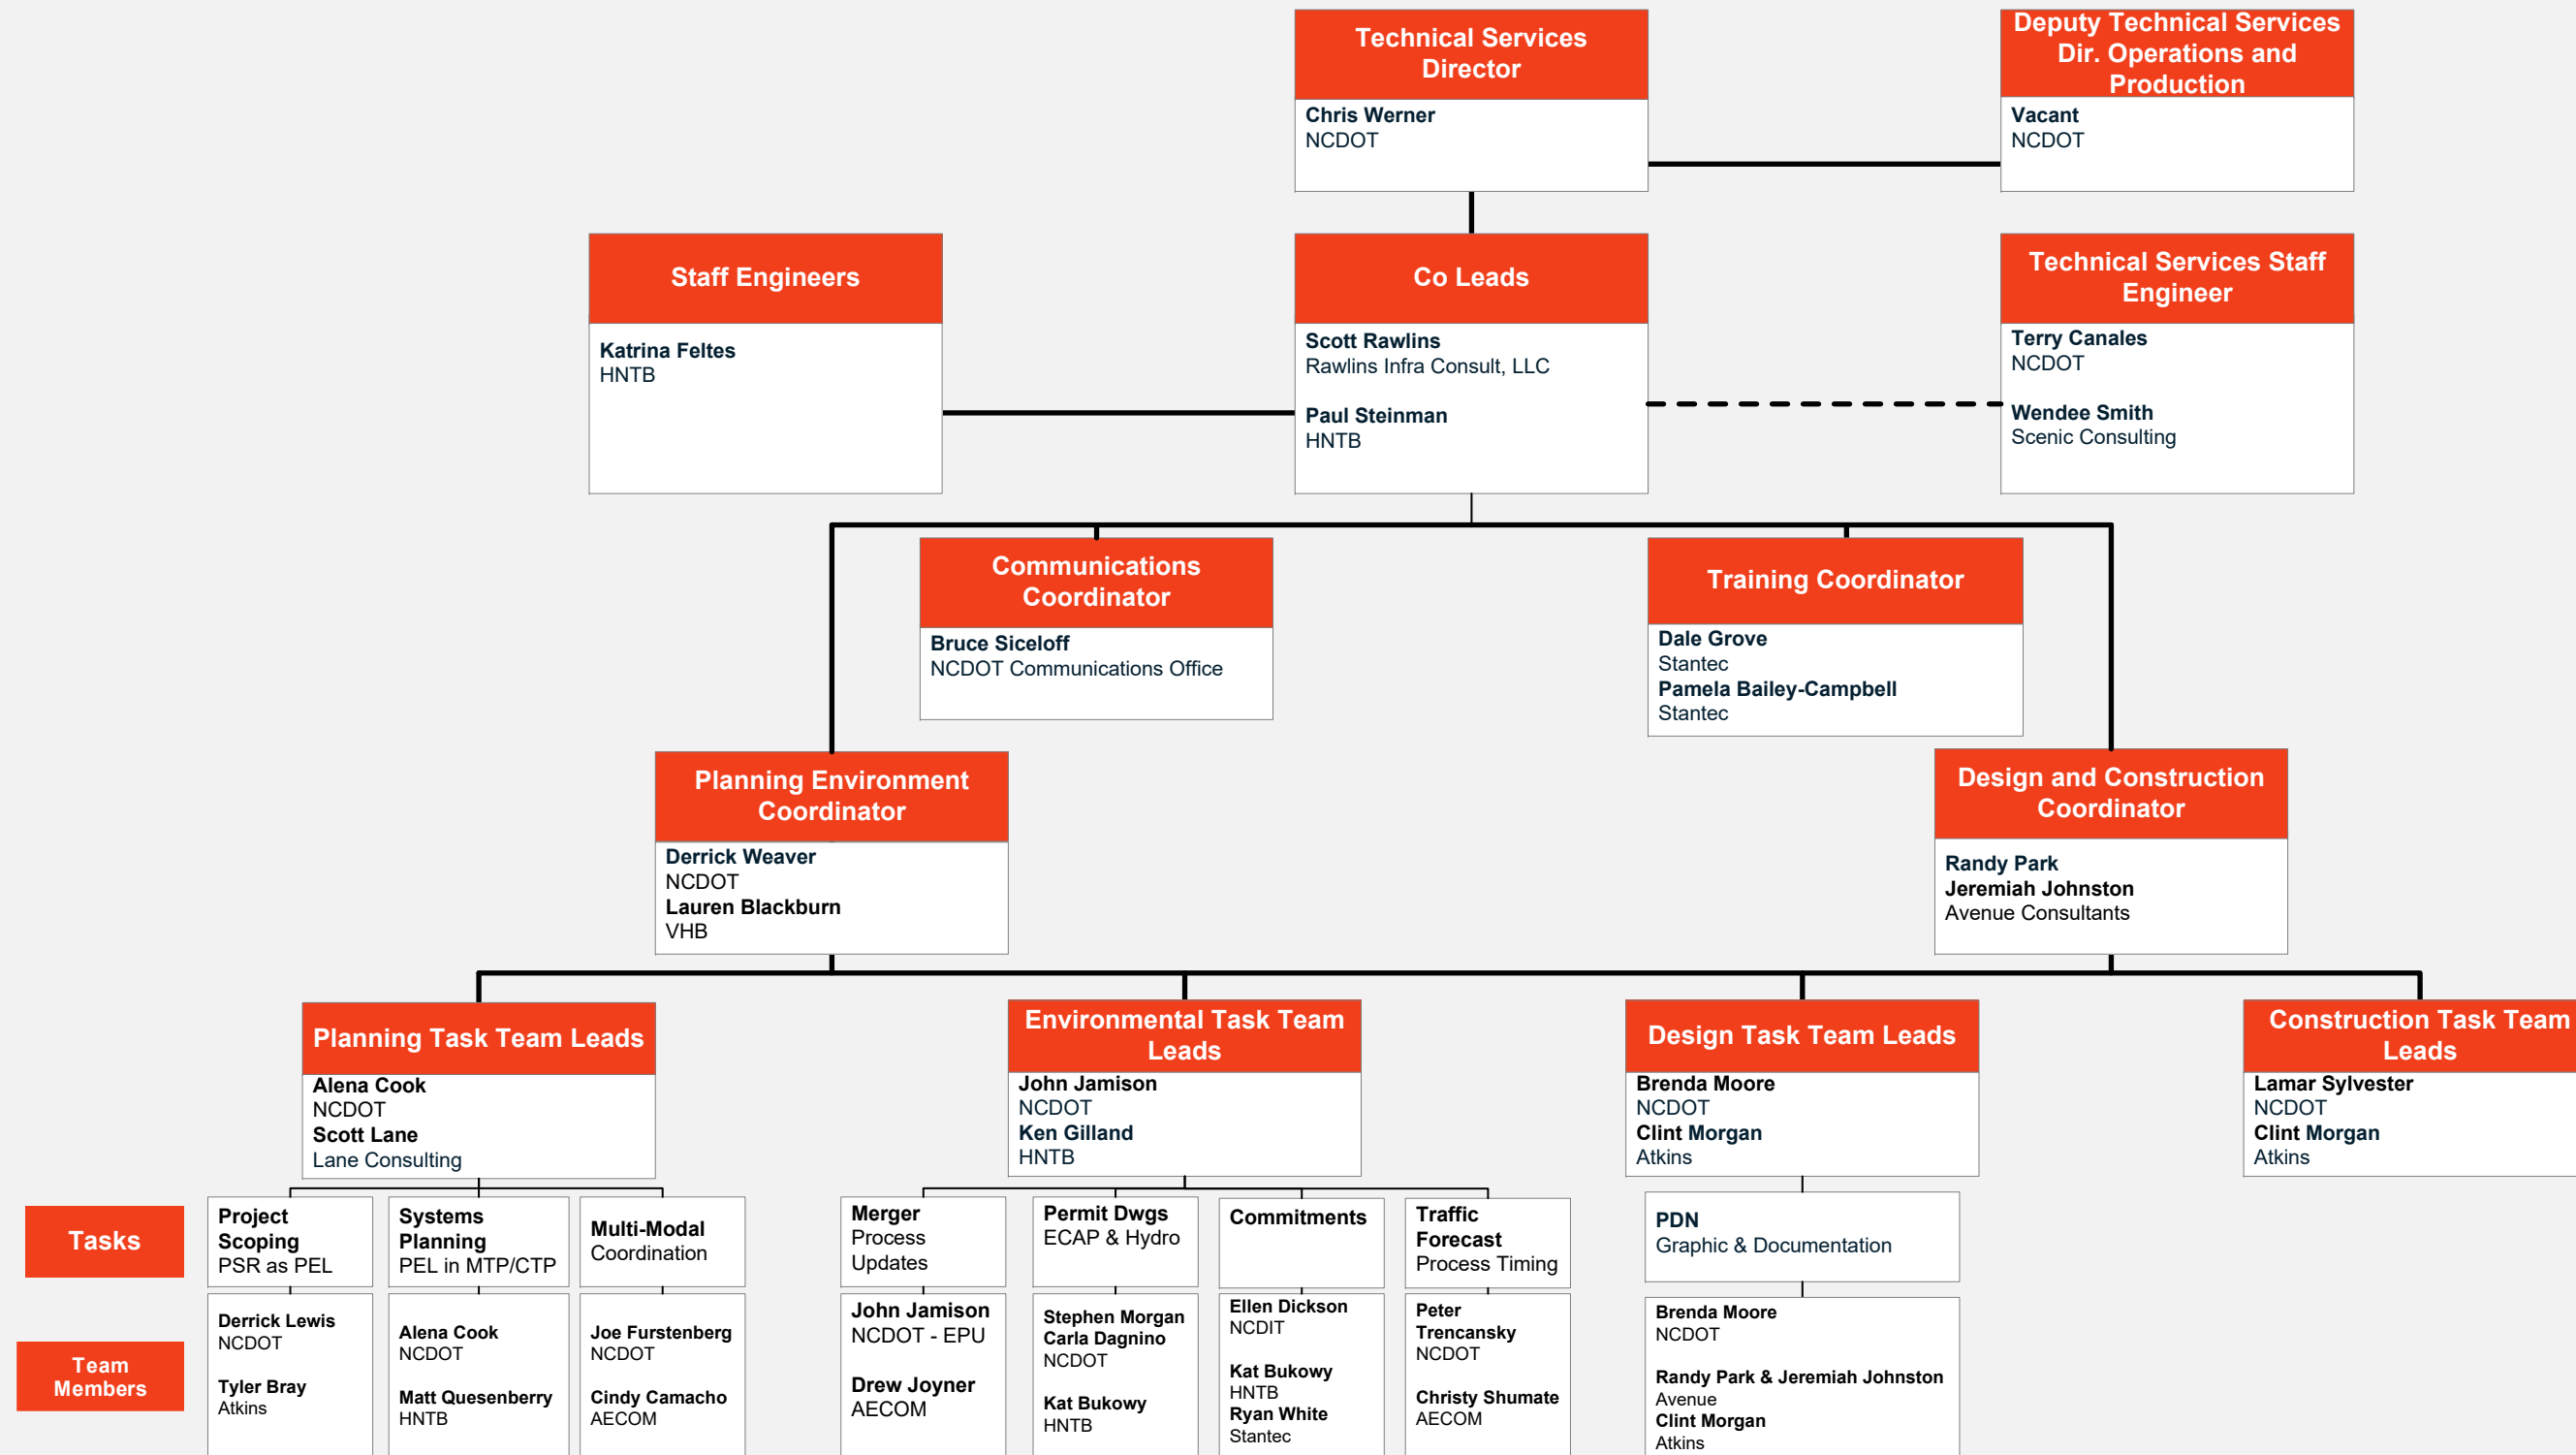 Technical Services
Director
Chris Werner
NCDOT
Deputy Technical Services
Dir. Operations and
Production
Vacant
NCDOT
Staff Engineers
Katrina Feltes
HNTB
Co Leads
Scott Rawlins
Rawlins Infra Consult, LLC
Paul Steinman
HNTB
Technical Services Staff
Engineer
Terry Canales
NCDOT
Wendee Smith
Scenic Consulting
Communications
Coordinator
Bruce Siceloff
NCDOT Communications Office
Training Coordinator
Dale Grove
Stantec
Pamela Bailey-Campbell
Stantec
Planning Environment
Coordinator
Derrick Weaver
NCDOT
Lauren Blackburn
VHB
Design and Construction
Coordinator
Randy Park
Jeremiah Johnston
Avenue Consultants
Planning Task Team Leads
Alena Cook
NCDOT
Scott Lane
Lane Consulting
Environmental Task Team
Leads
John Jamison
NCDOT
Ken Gilland
HNTB
Design Task Team Leads
Brenda Moore
NCDOT
Clint Morgan
Atkins
Construction Task Team
Leads
Lamar Sylvester
NCDOT
Clint Morgan
Atkins
Tasks
Project
Scoping
PSR as PEL
Systems
Planning
PEL in MTP/CTP
Multi-Modal
Coordination
Merger
Process
Updates
Permit Dwgs
ECAP & Hydro
Commitments
Traffic
Forecast
Process Timing
PDN
Graphic & Documentation
Team
Members
Derrick Lewis
NCDOT
Tyler Bray
Atkins
Alena Cook
NCDOT
Matt Quesenberry
HNTB
Joe Furstenberg
NCDOT
Cindy Camacho
AECOM
John Jamison
NCDOT - EPU
Drew Joyner
AECOM
Stephen Morgan
Carla Dagnino
NCDOT
Kat Bukowy
HNTB
Ellen Dickson
NCDIT
Kat Bukowy
HNTB
Ryan White
Stantec
Peter
Trencansky
NCDOT
Christy Shumate
AECOM
Brenda Moore
NCDOT
Randy Park & Jeremiah Johnston
Avenue
Clint Morgan
Atkins